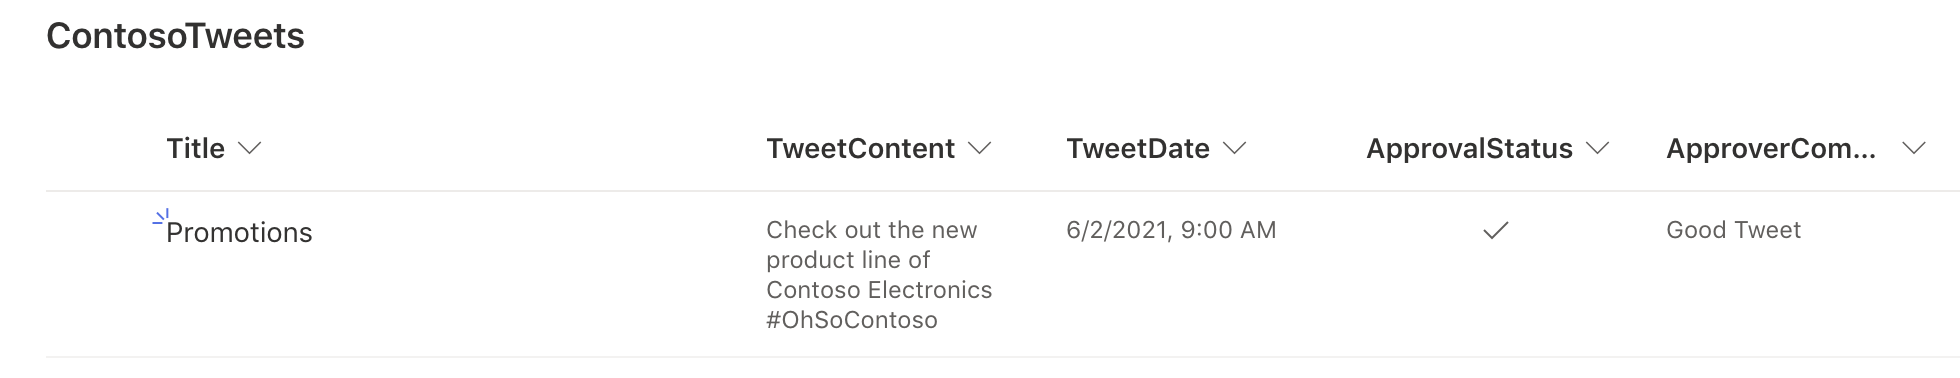 ContosoTweets
Title TweetContent TweetDate ApprovalStatus ApproverCom...
Promotions Check out the new 6/2/2021, 9:00 AM Good Tweet
product line of
Contoso Electronics
#OhSoContoso